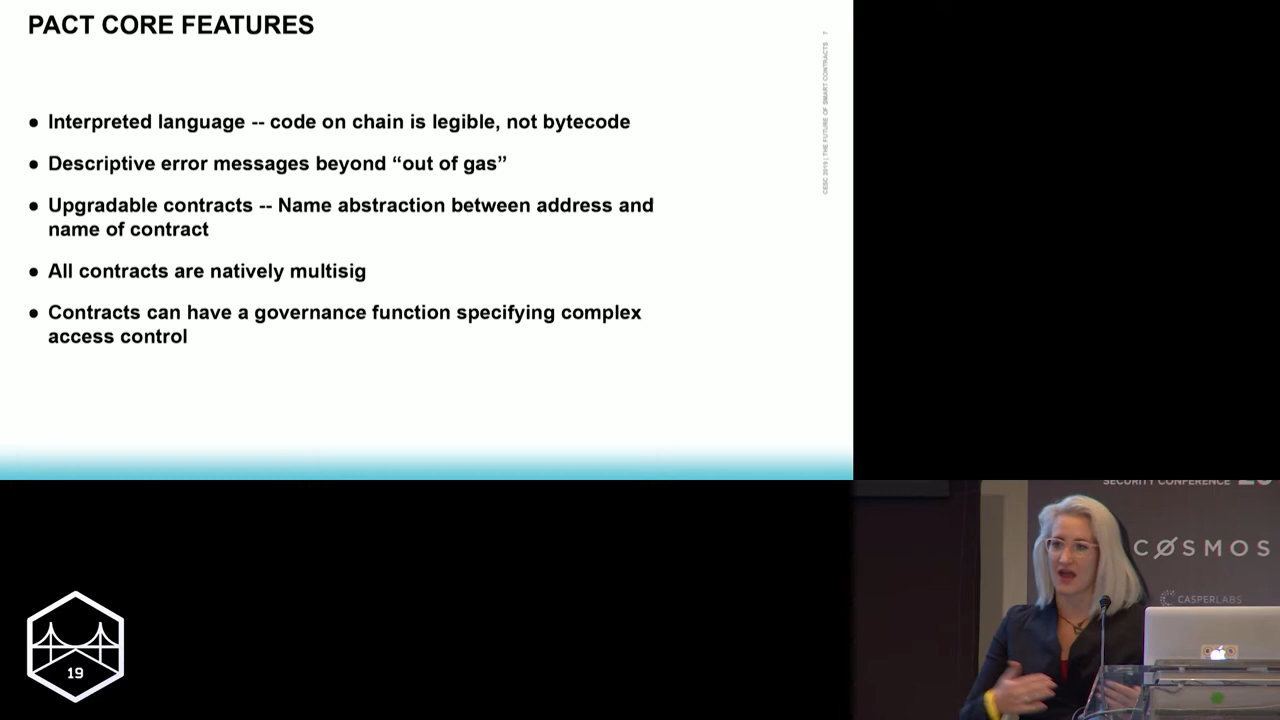 PACT CORE FEATURES
● Interpreted language -- code on chain is legible, not bytecode
● Descriptive error messages beyond “out of gas”
● Upgradable contracts -- Name abstraction between address and
name of contract
● All contracts are natively multisig
● Contracts can have a governance function specifying complex
access control
CESC 2019 | THE FUTURE OF SMART CONTRACTS 7
SECURITY CONFERENCE
CØSMOS
CASPERLABS
19